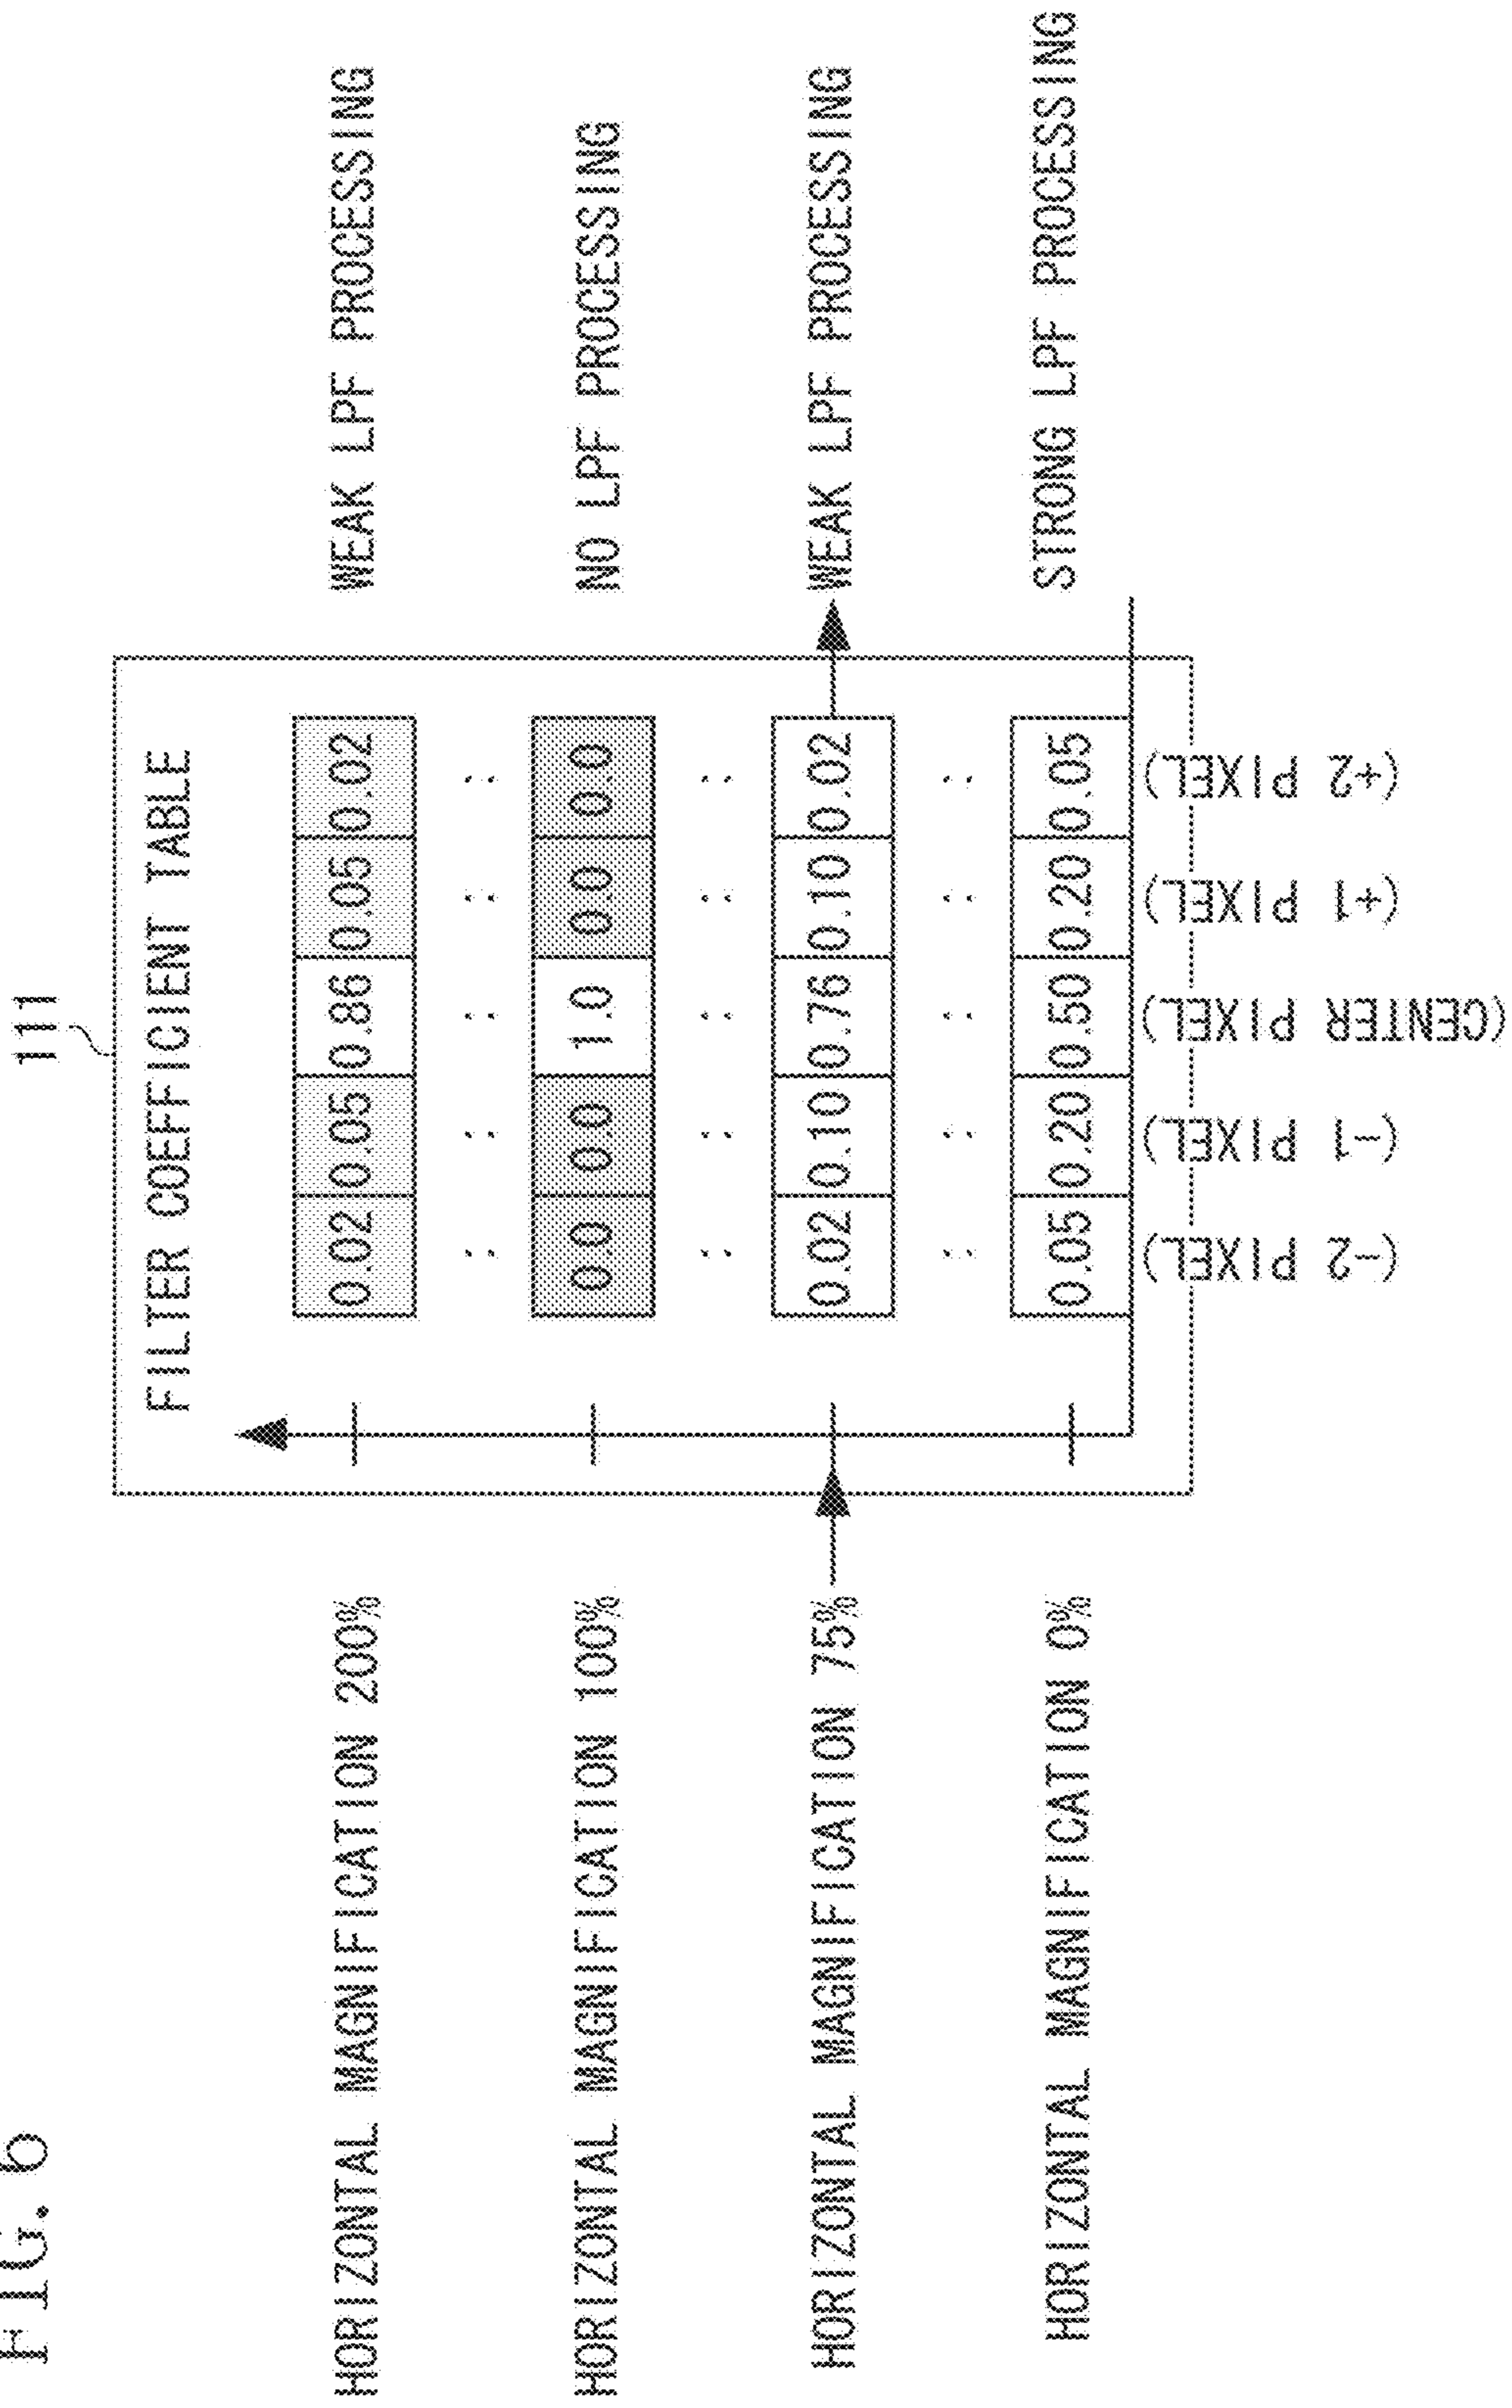 FIG. 6
111
FILTER COEFFICIENT TABLE
HORIZONTAL MAGNIFICATION 200%
0.02 0.05 0.86 0.05 0.02
WEAK LPF PROCESSING
HORIZONTAL MAGNIFICATION 100%
0.0 0.0 1.0 0.0 0.0
NO LPF PROCESSING
HORIZONTAL MAGNIFICATION 75%
0.02 0.10 0.76 0.10 0.02
WEAK LPF PROCESSING
HORIZONTAL MAGNIFICATION 0%
0.05 0.20 0.50 0.20 0.05
STRONG LPF PROCESSING
(-2 PIXEL)
(-1 PIXEL)
(CENTER PIXEL)
(+1 PIXEL)
(+2 PIXEL)